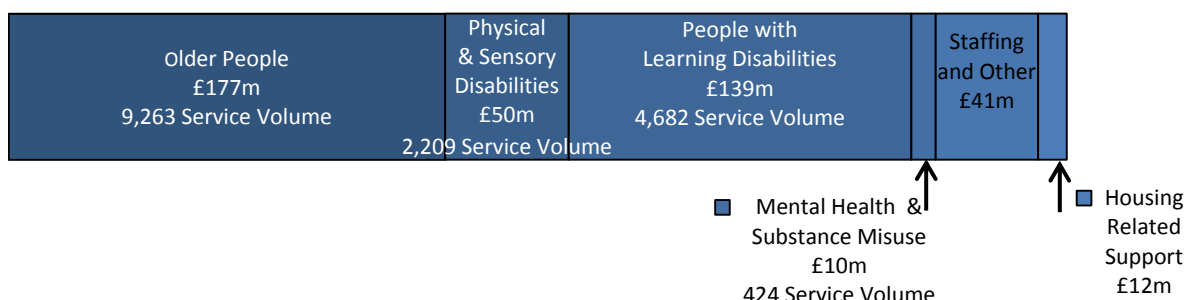 Older People
£177m
9,263 Service Volume
Physical
& Sensory
Disabilities
£50m
2,209 Service Volume
People with
Learning Disabilities
£139m
4,682 Service Volume
Staffing
and Other
£41m
Mental Health &
Substance Misuse
£10m
424 Service Volume
Housing
Related
Support
£12m